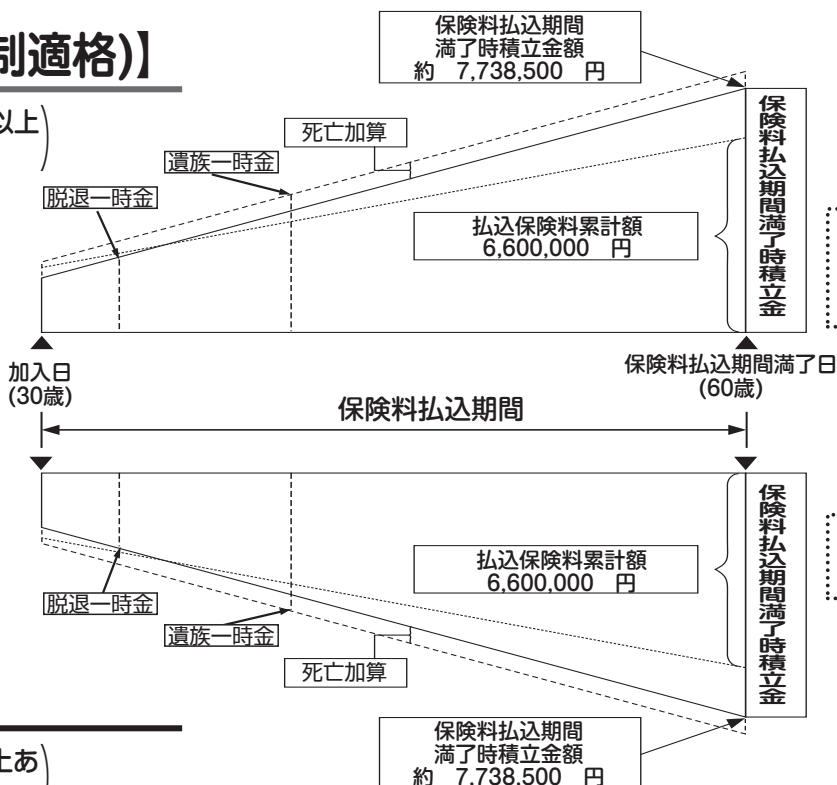 制適格)】
以上
保険料払込期間
満了時積立金額
約 7,738,500 円
死亡加算
遺族一時金
脱退一時金
払込保険料累計額
6,600,000 円
保険料払込期間満了時積立金
加入日
(30歳)
保険料払込期間満了日
(60歳)
保険料払込期間
払込保険料累計額
6,600,000 円
保険料払込期間満了時積立金
脱退一時金
遺族一時金
死亡加算
保険料払込期間
満了時積立金額
約 7,738,500 円
上あ